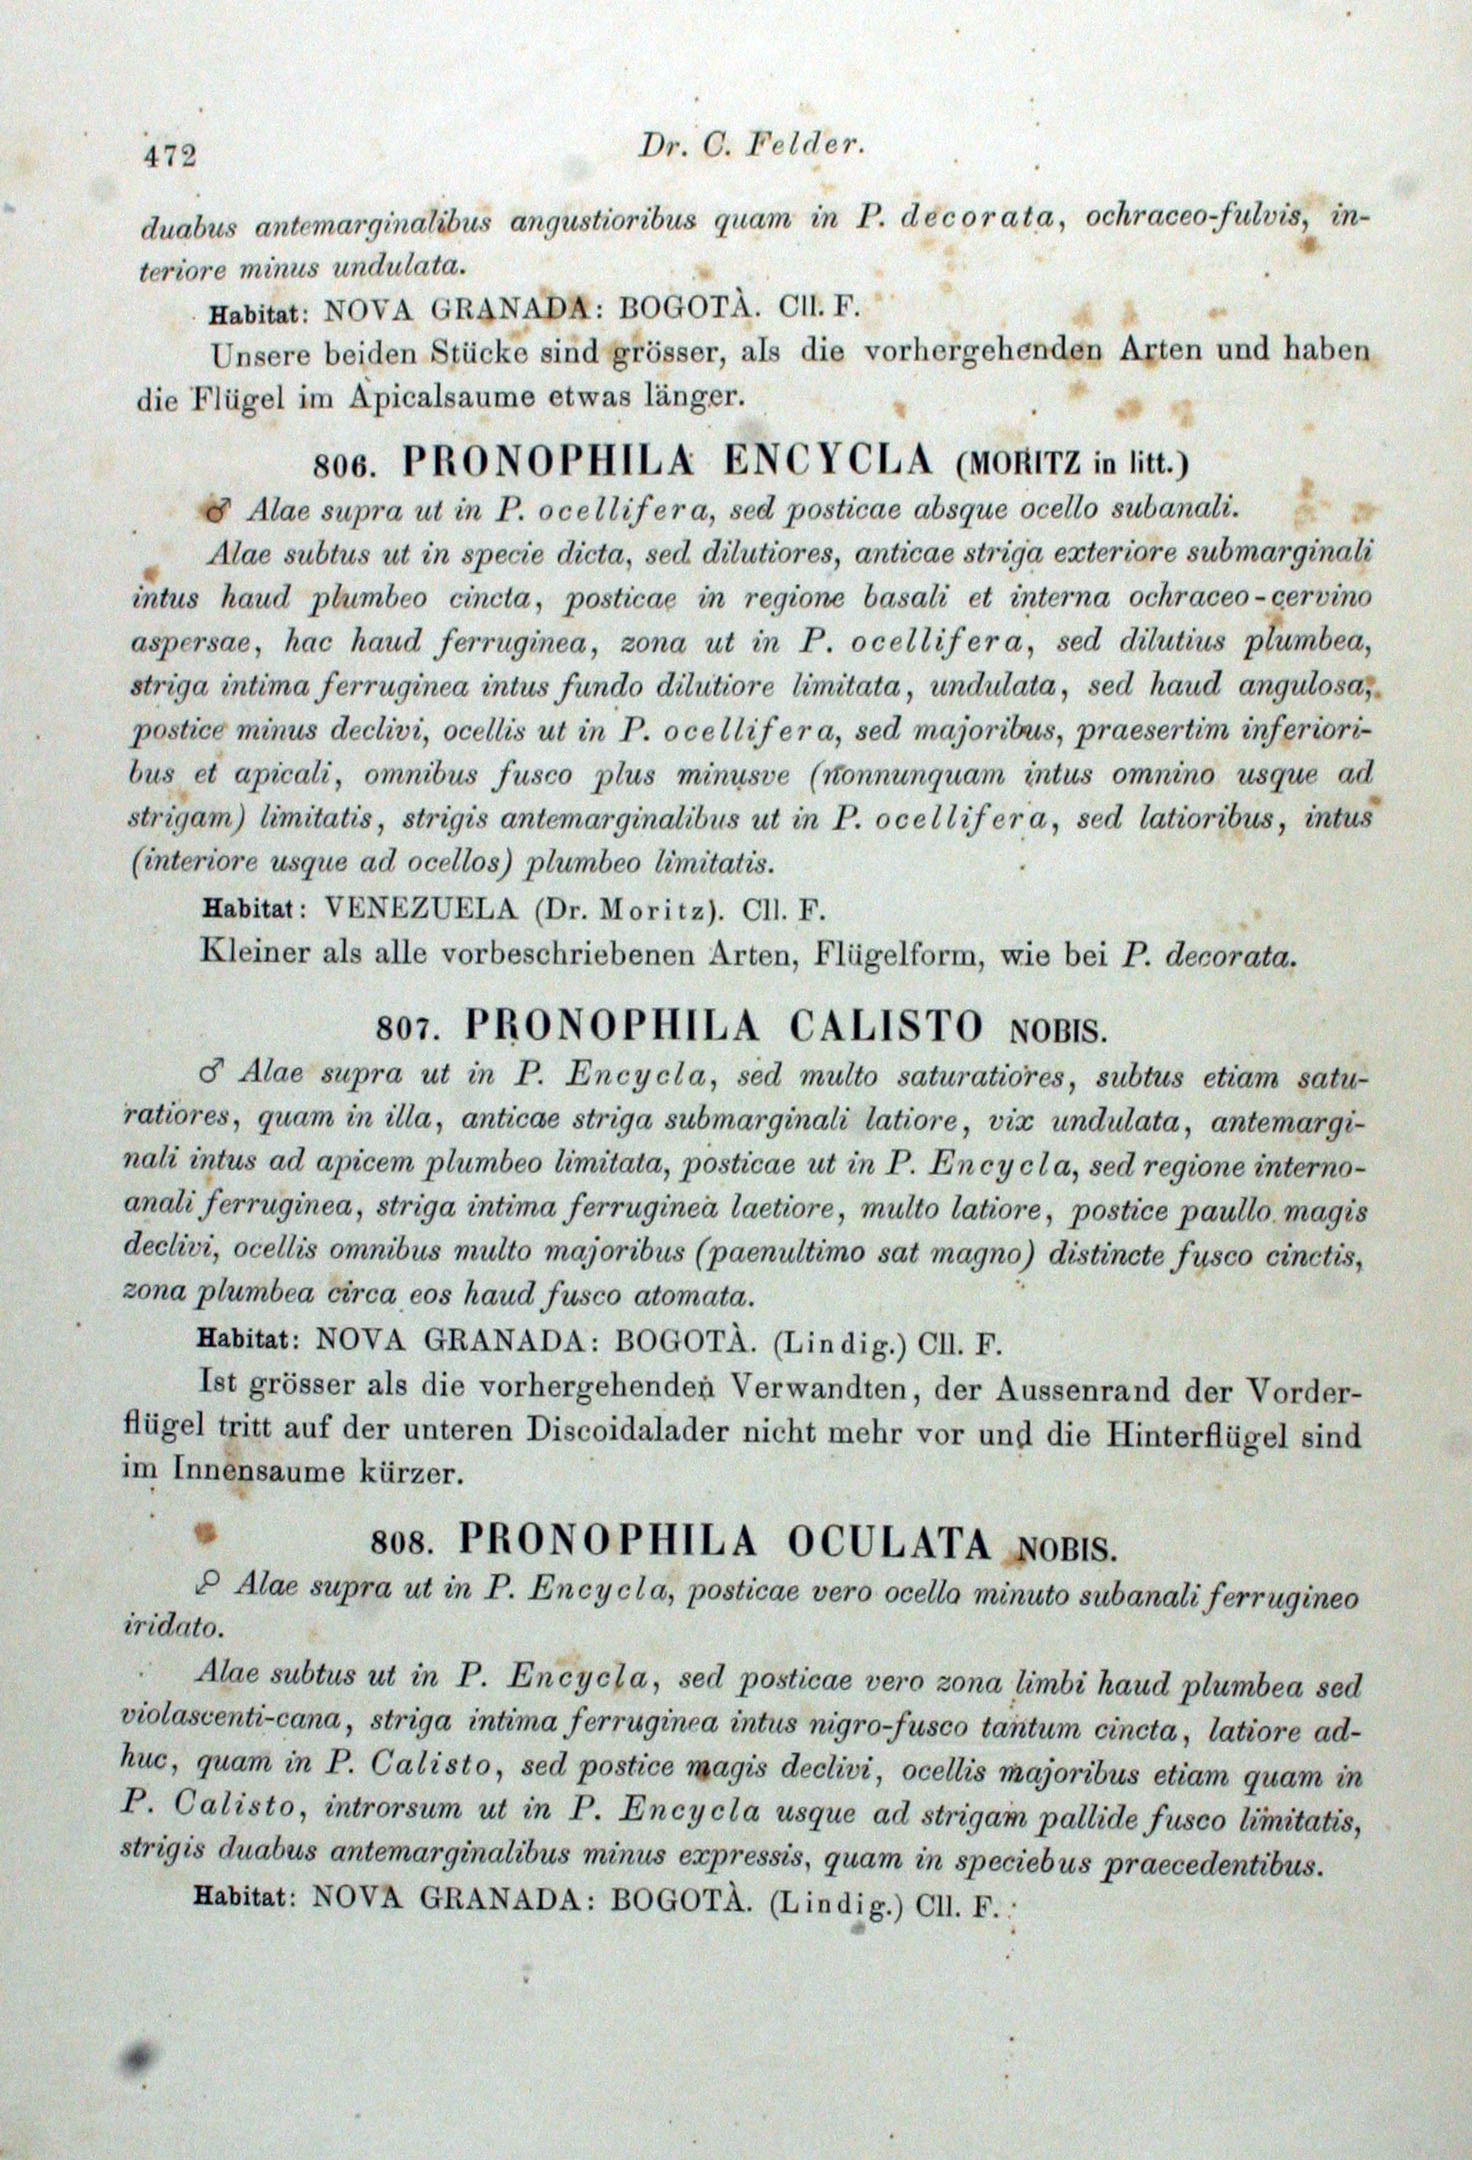 472
Dr. C. Felder.
duabus antemarginalibus angustioribus quam in P. decorata, ochraceo-fulvis, in-
teriore minus undulata.
Habitat: NOVA GRANADA: BOGOTÀ. Cll. F.
Unsere beiden Stücke sind grösser, als die vorhergehenden Arten und haben
die Flügel im Apicalsaume etwas länger.
806. PRONOPHILA ENCYCLA (MORITZ in litt.)
♂ Alae supra ut in P. ocellifera, sed posticae absque ocello subanali.
Alae subtus ut in specie dicta, sed dilutiores, anticae striga exteriore submarginali
intus haud plumbeo cincta, posticae in regione basali et interna ochraceo-cervino
aspersae, hac haud ferruginea, zona ut in P. ocellifera, sed dilutius plumbea,
striga intima ferruginea intus fundo dilutiore limitata, undulata, sed haud angulosa,
postice minus declivi, ocellis ut in P. ocellifera, sed majoribus, praesertim inferiori-
bus et apicali, omnibus fusco plus minusve (nonnunquam intus omnino usque ad
strigam) limitatis, strigis antemarginalibus ut in P. ocellifera, sed latioribus, intus
(interiore usque ad ocellos) plumbeo limitatis.
Habitat: VENEZUELA (Dr. Moritz). Cll. F.
Kleiner als alle vorbeschriebenen Arten, Flügelform, wie bei P. decorata.
807. PRONOPHILA CALISTO NOBIS.
♂ Alae supra ut in P. Encycla, sed multo saturatiores, subtus etiam satu-
ratiores, quam in illa, anticae striga submarginali latiore, vix undulata, antemargi-
nali intus ad apicem plumbeo limitata, posticae ut in P. Encycla, sed regione interno-
anali ferruginea, striga intima ferruginea laetiore, multo latiore, postice paullo magis
declivi, ocellis omnibus multo majoribus (paenultimo sat magno) distincte fusco cinctis,
zona plumbea circa eos haud fusco atomata.
Habitat: NOVA GRANADA: BOGOTÀ. (Lindig.) Cll. F.
Ist grösser als die vorhergehenden Verwandten, der Aussenrand der Vorder-
flügel tritt auf der unteren Discoidalader nicht mehr vor und die Hinterflügel sind
im Innensaume kürzer.
808. PRONOPHILA OCULATA NOBIS.
♀ Alae supra ut in P. Encycla, posticae vero ocello minuto subanali ferrugineo
iridato.
Alae subtus ut in P. Encycla, sed posticae vero zona limbi haud plumbea sed
violascenti-cana, striga intima ferruginea intus nigro-fusco tantum cincta, latiore ad-
huc, quam in P. Calisto, sed postice magis declivi, ocellis majoribus etiam quam in
P. Calisto, introrsum ut in P. Encycla usque ad strigam pallide fusco limitatis,
strigis duabus antemarginalibus minus expressis, quam in speciebus praecedentibus.
Habitat: NOVA GRANADA: BOGOTÀ. (Lindig.) Cll. F.